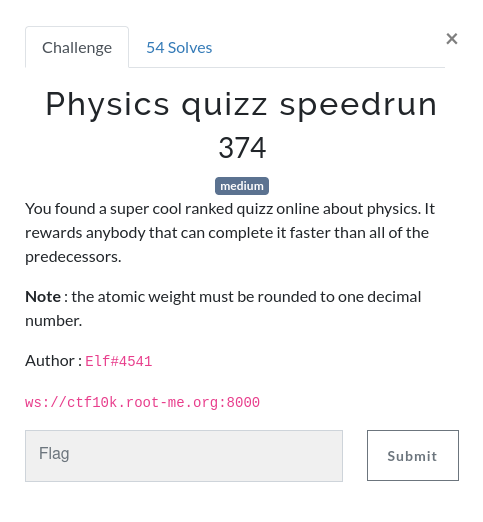 Challenge
54 Solves
×
Physics quizz speedrun
374
medium
You found a super cool ranked quizz online about physics. It
rewards anybody that can complete it faster than all of the
predecessors.
Note : the atomic weight must be rounded to one decimal
number.
Author : Elf#4541
ws://ctf10k.root-me.org:8000
Flag
Submit